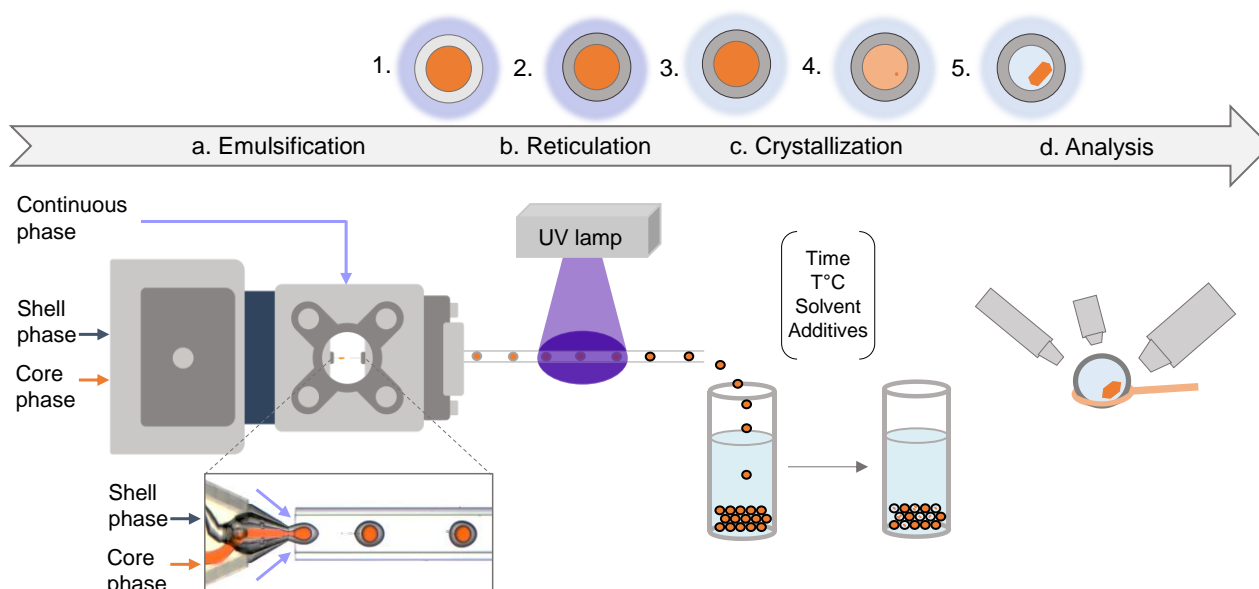 1.
2.
3.
4.
5.
a. Emulsification
b. Reticulation
c. Crystallization
d. Analysis
Continuous
phase
UV lamp
Time
T°C
Solvent
Additives
Shell
phase
Core
phase
Shell
phase
Core
phase